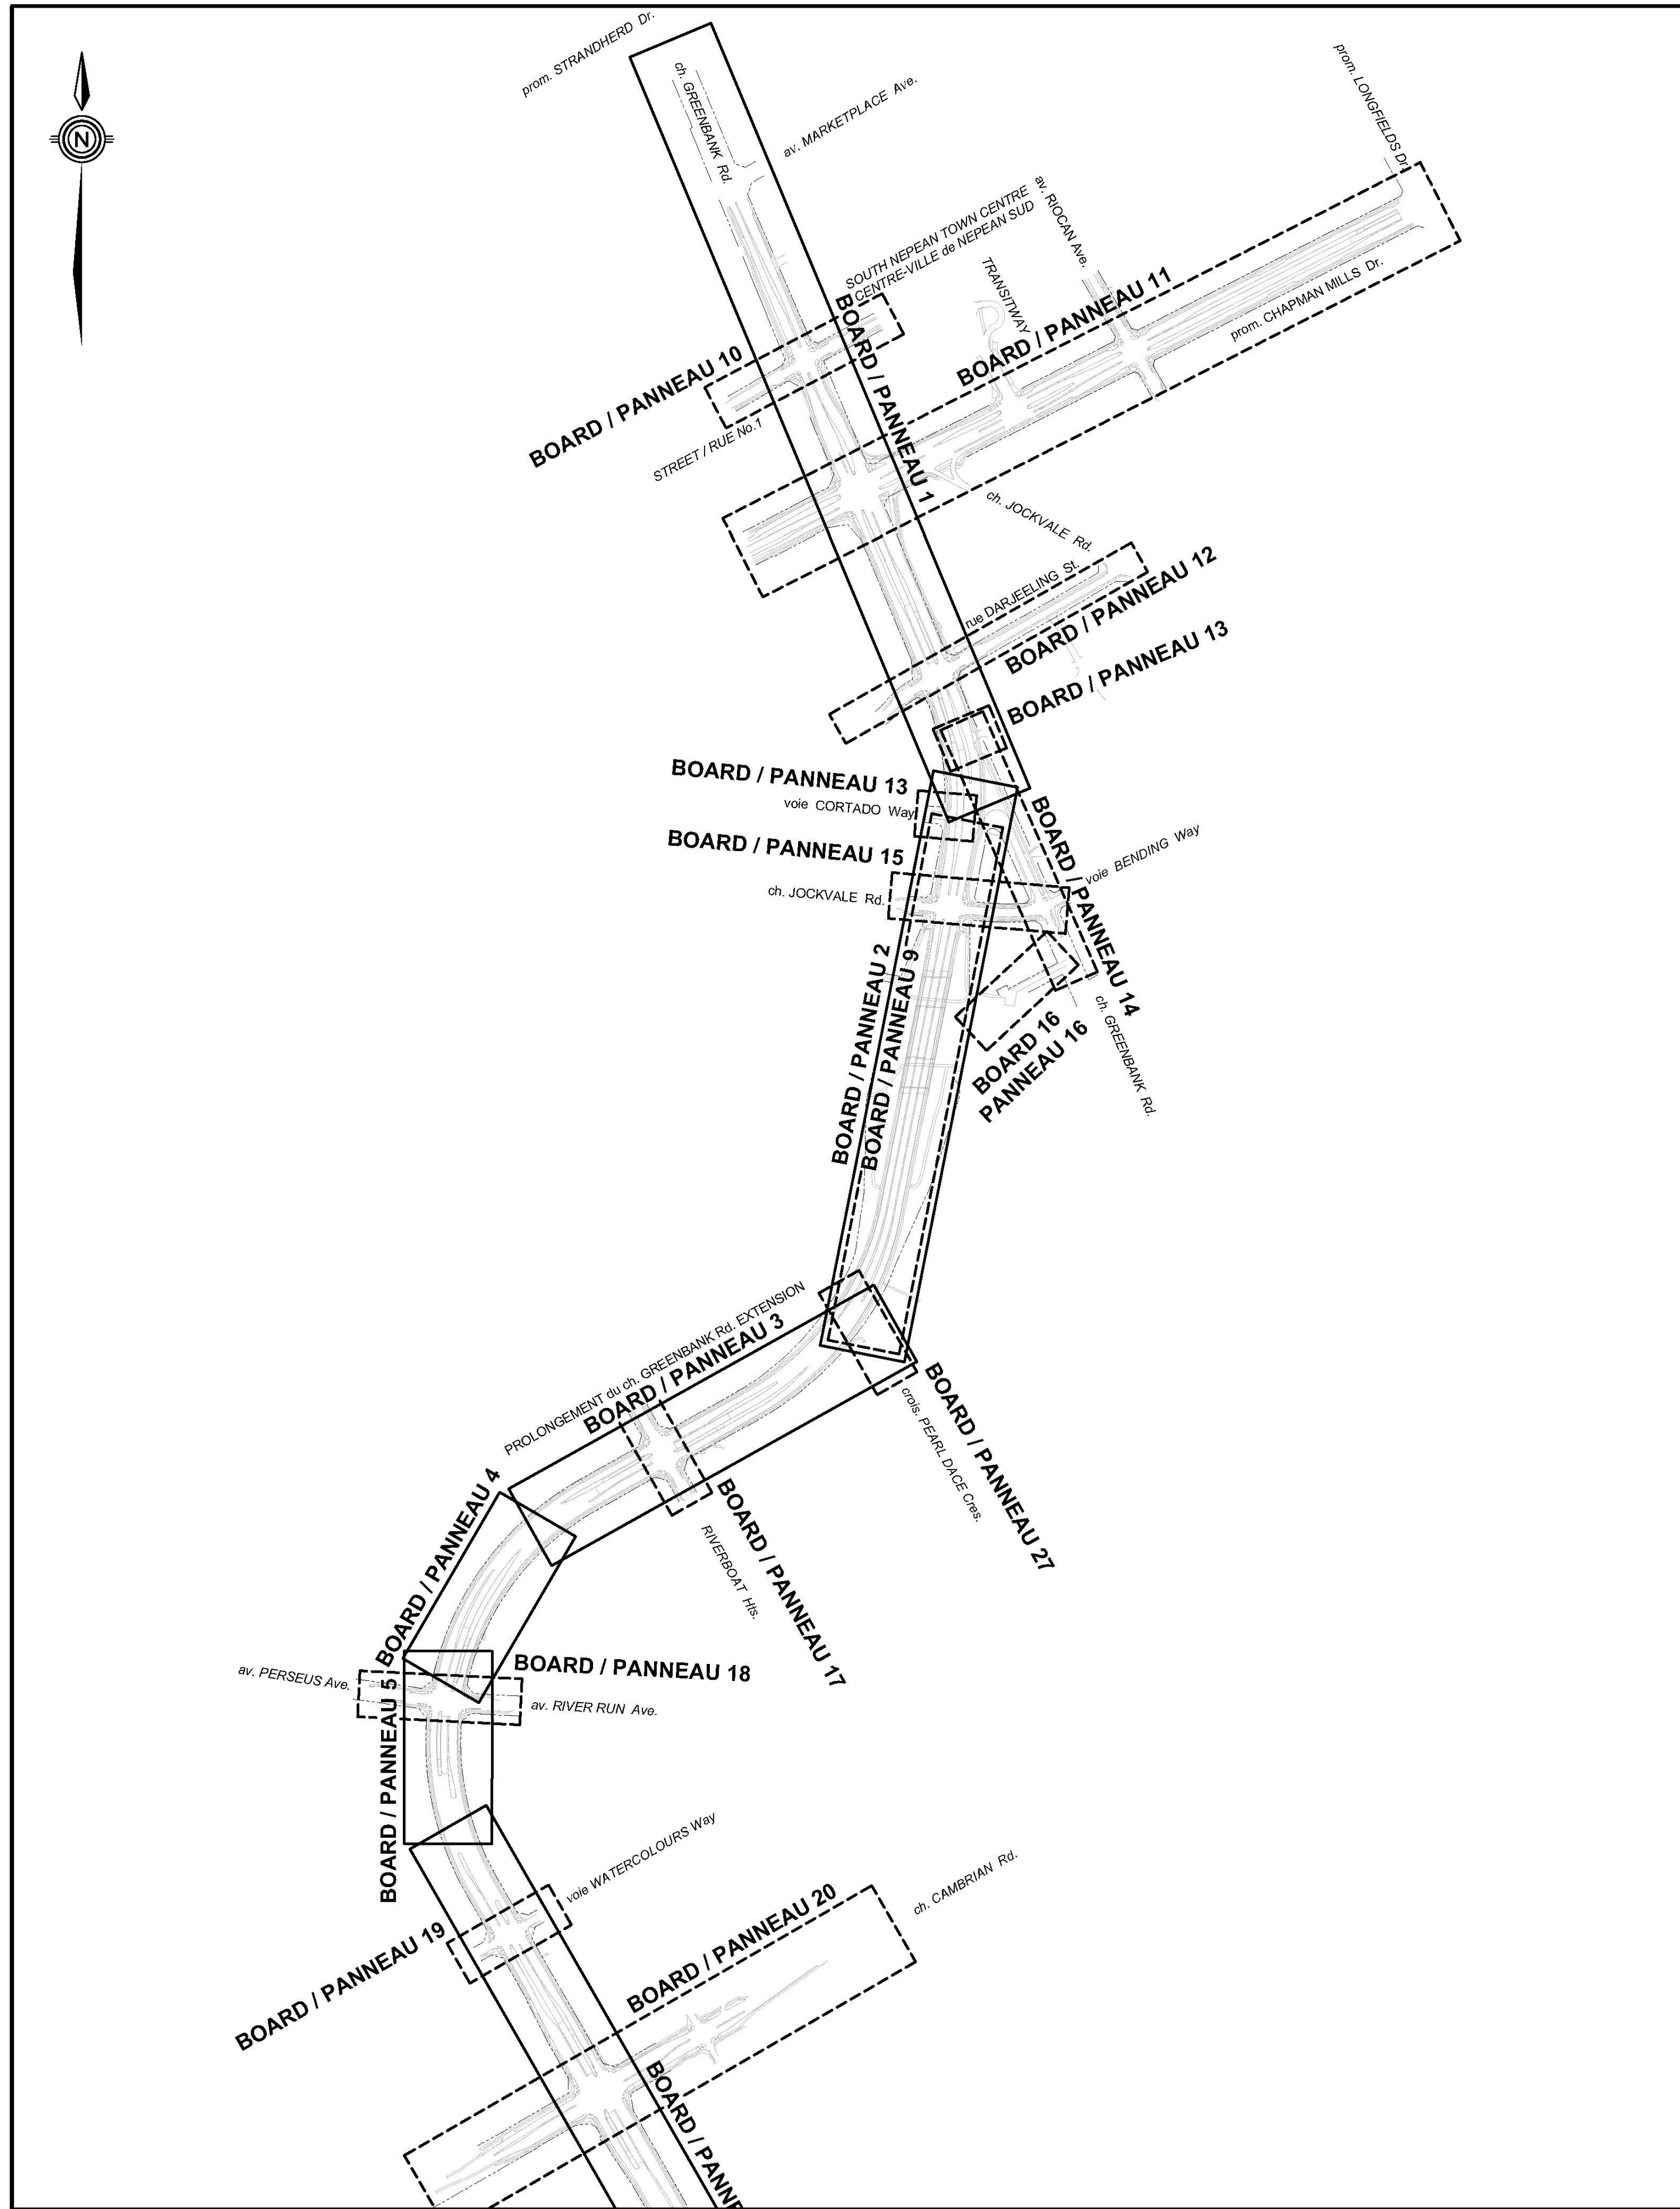 prom. STRANDHERD Dr.
ch. GREENBANK Rd.
av. MARKETPLACE Ave.
prom. LONGFIELDS Dr.
N
SOUTH NEPEAN TOWN CENTRE
CENTRE-VILLE de NEPEAN SUD
av. RIOCAN Ave.
TRANSITWAY
BOARD / PANNEAU 11
prom. CHAPMAN MILLS Dr.
BOARD / PANNEAU 10
BOARD / PANNEAU 1
STREET / RUE No.1
ch. JOCKVALE Rd.
rue DARJEELING St.
BOARD / PANNEAU 12
BOARD / PANNEAU 13
BOARD / PANNEAU 13
voie CORTADO Way
BOARD / PANNEAU 15
ch. JOCKVALE Rd.
voie BENDING Way
BOARD / PANNEAU 14
BOARD / PANNEAU 2
BOARD / PANNEAU 9
BOARD 16
PANNEAU 16
ch. GREENBANK Rd.
PROLONGEMENT du ch. GREENBANK Rd. EXTENSION
BOARD / PANNEAU 3
BOARD / PANNEAU 27
crois. PEARL DACE Cres.
BOARD / PANNEAU 4
BOARD / PANNEAU 17
RIVERBOAT Hts.
BOARD / PANNEAU 18
av. PERSEUS Ave.
av. RIVER RUN Ave.
BOARD / PANNEAU 5
voie WATERCOLOURS Way
ch. CAMBRIAN Rd.
BOARD / PANNEAU 19
BOARD / PANNEAU 20
BOARD / PANNE